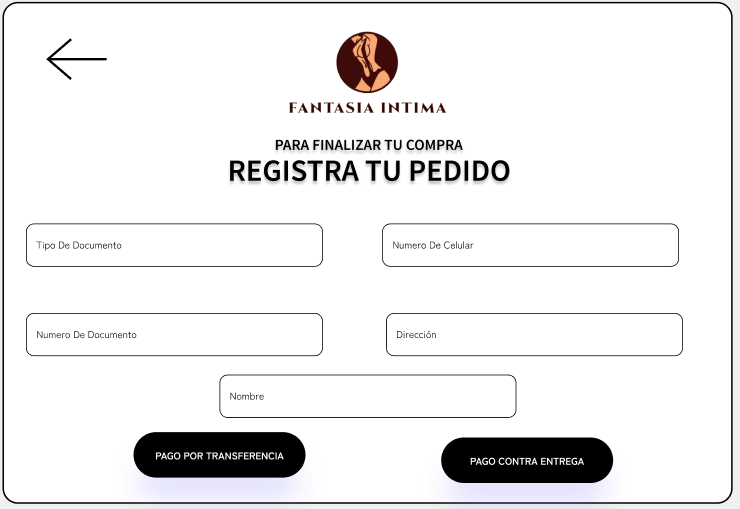 FANTASIA INTIMA
PARA FINALIZAR TU COMPRA
REGISTRA TU PEDIDO
Tipo De Documento
Numero De Celular
Numero De Documento
Dirección
Nombre
PAGO POR TRANSFERENCIA
PAGO CONTRA ENTREGA